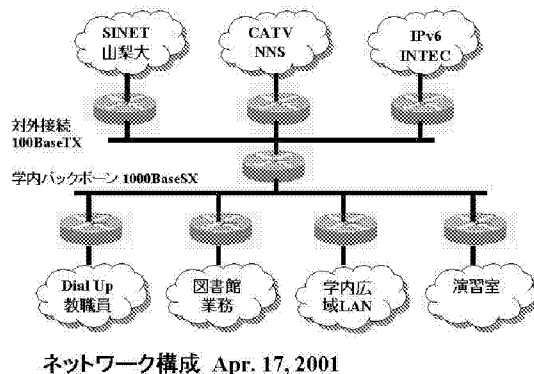 SINET
山梨大
CATV
NNS
IPv6
INTEC
対外接続
100BaseTX
学内バックボーン 1000BaseSX
Dial Up
教職員
図書館
業務
学内広
域LAN
演習室
ネットワーク構成 Apr. 17, 2001